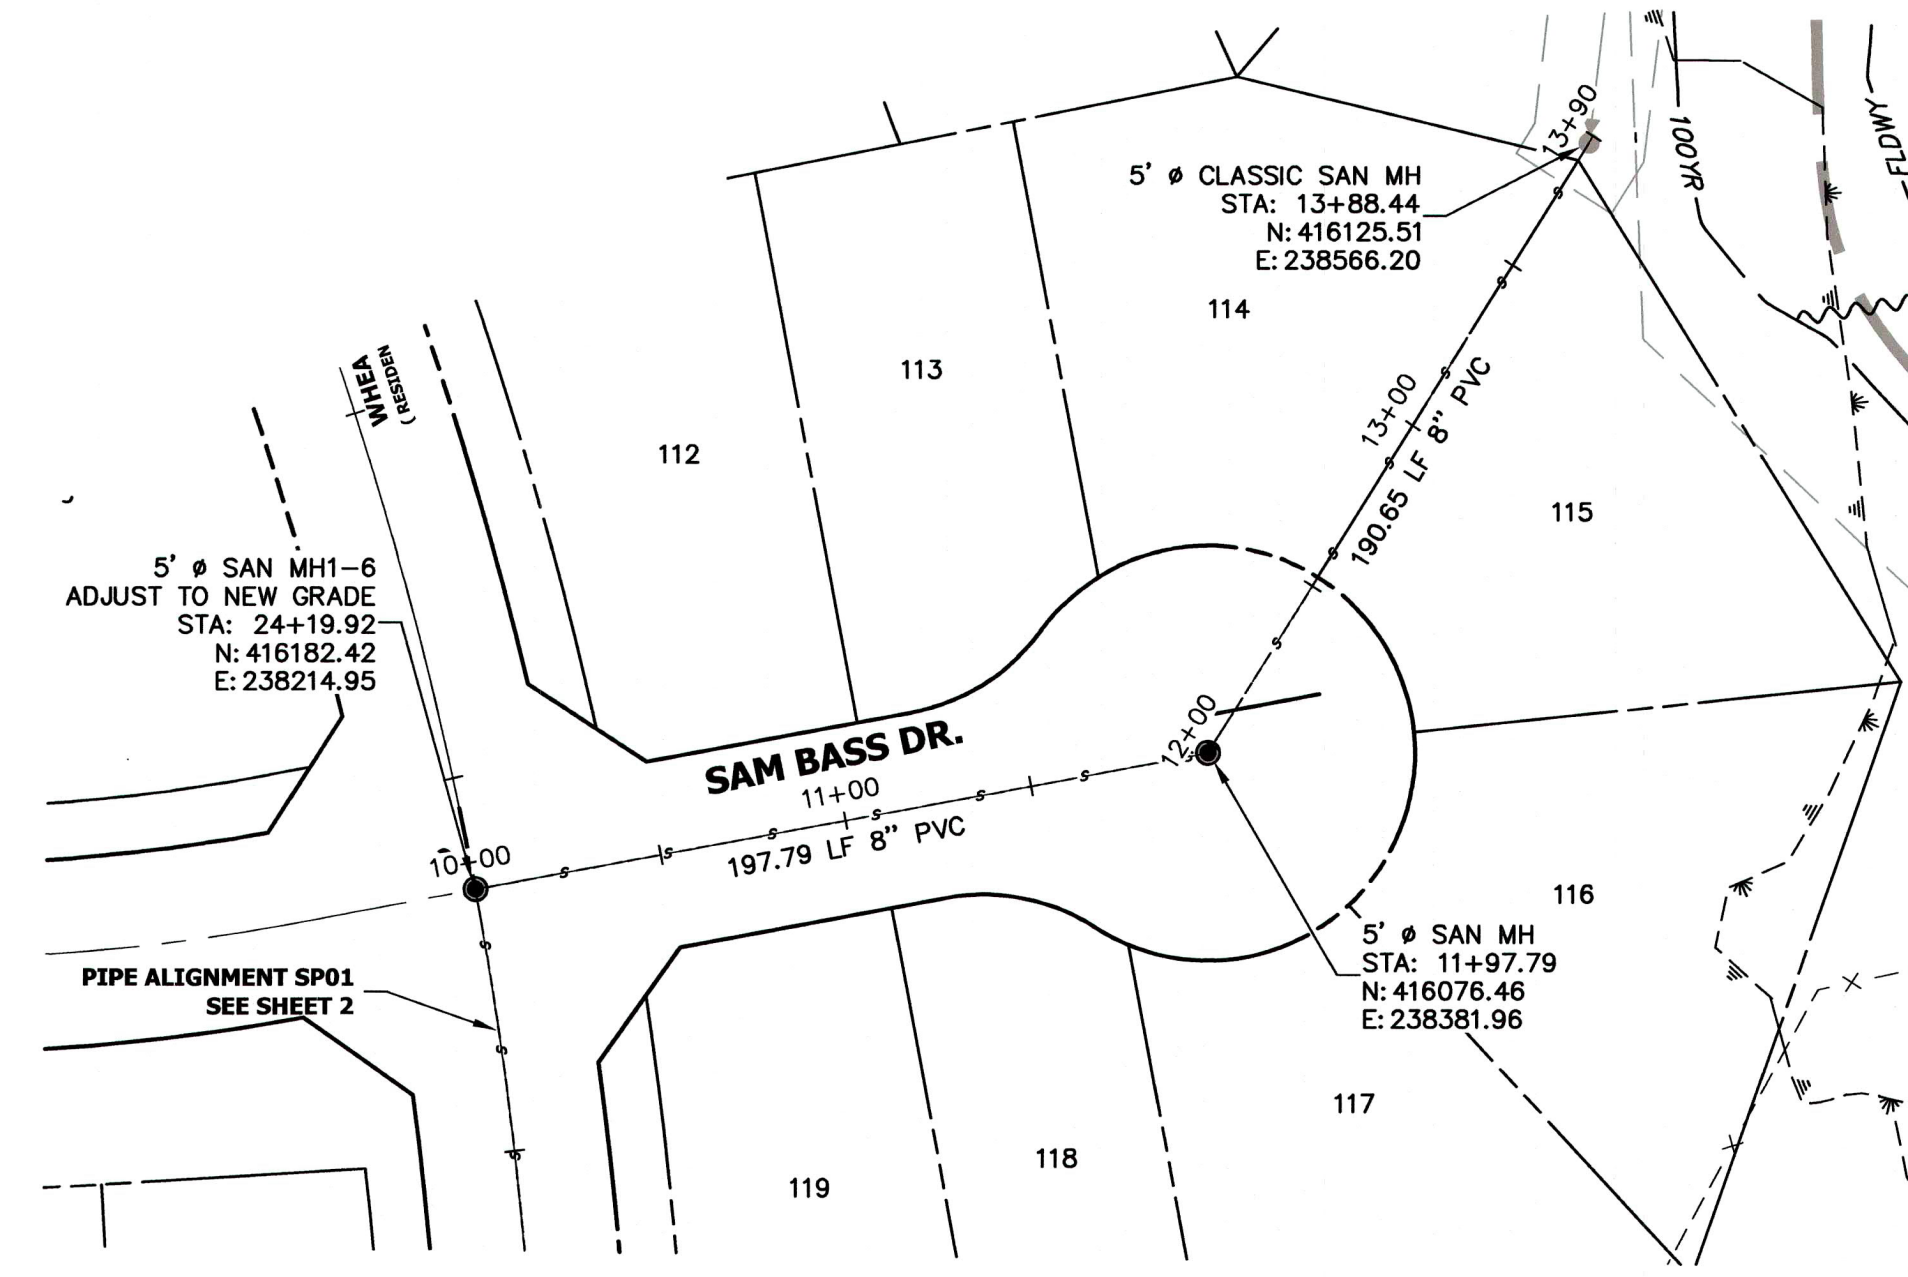 13+90
100YR
FLDWY
5' ø CLASSIC SAN MH
STA: 13+88.44
N: 416125.51
E: 238566.20
114
113
112
WHEA
(RESIDEN
13+00
190.65 LF 8" PVC
115
5' ø SAN MH1-6
ADJUST TO NEW GRADE
STA: 24+19.92
N: 416182.42
E: 238214.95
SAM BASS DR.
12+00
11+00
197.79 LF 8" PVC
10+00
116
5' ø SAN MH
STA: 11+97.79
N: 416076.46
E: 238381.96
PIPE ALIGNMENT SP01
SEE SHEET 2
117
118
119